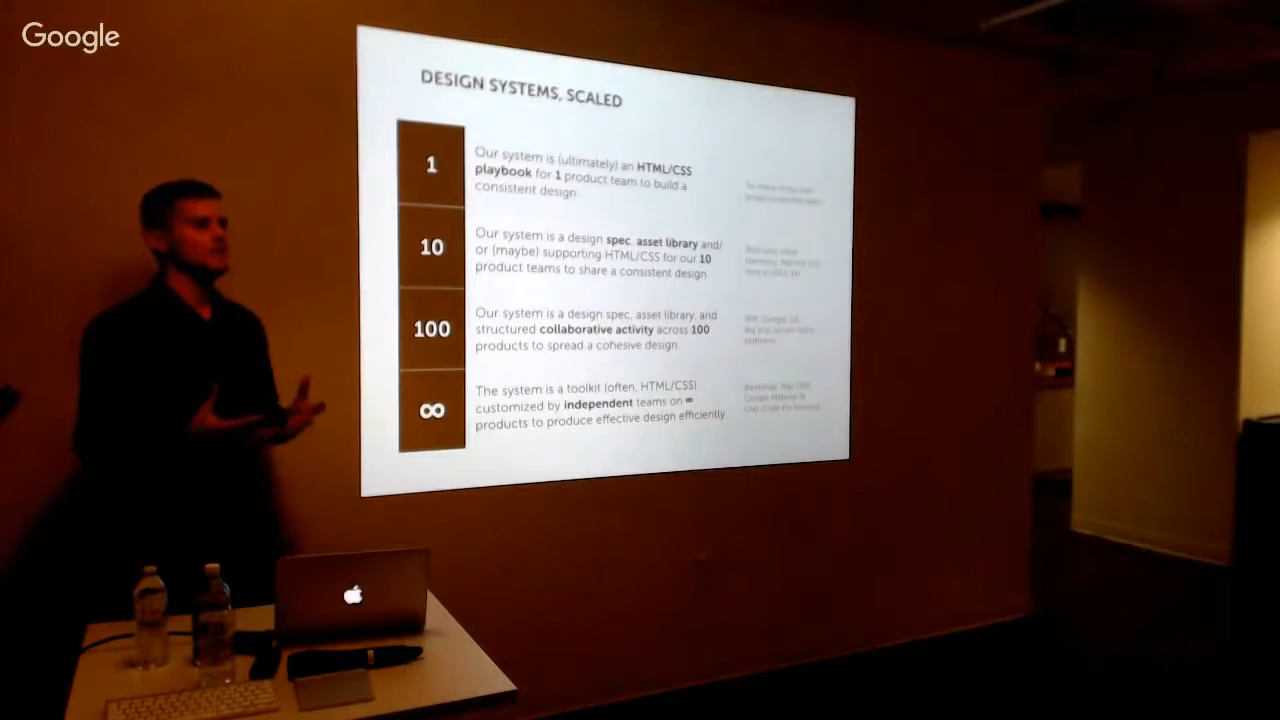 Google
DESIGN SYSTEMS, SCALED
1
Our system is (ultimately) an HTML/CSS
playbook for 1 product team to build a
consistent design.
10
Our system is a design spec, asset library and/
or (maybe) supporting HTML/CSS for our 10
product teams to share a consistent design.
100
Our system is a design spec, asset library, and
structured collaborative activity across 100
products to spread a cohesive design.
∞
The system is a toolkit (often, HTML/CSS)
customized by independent teams on ∞
products to produce effective design efficiently.